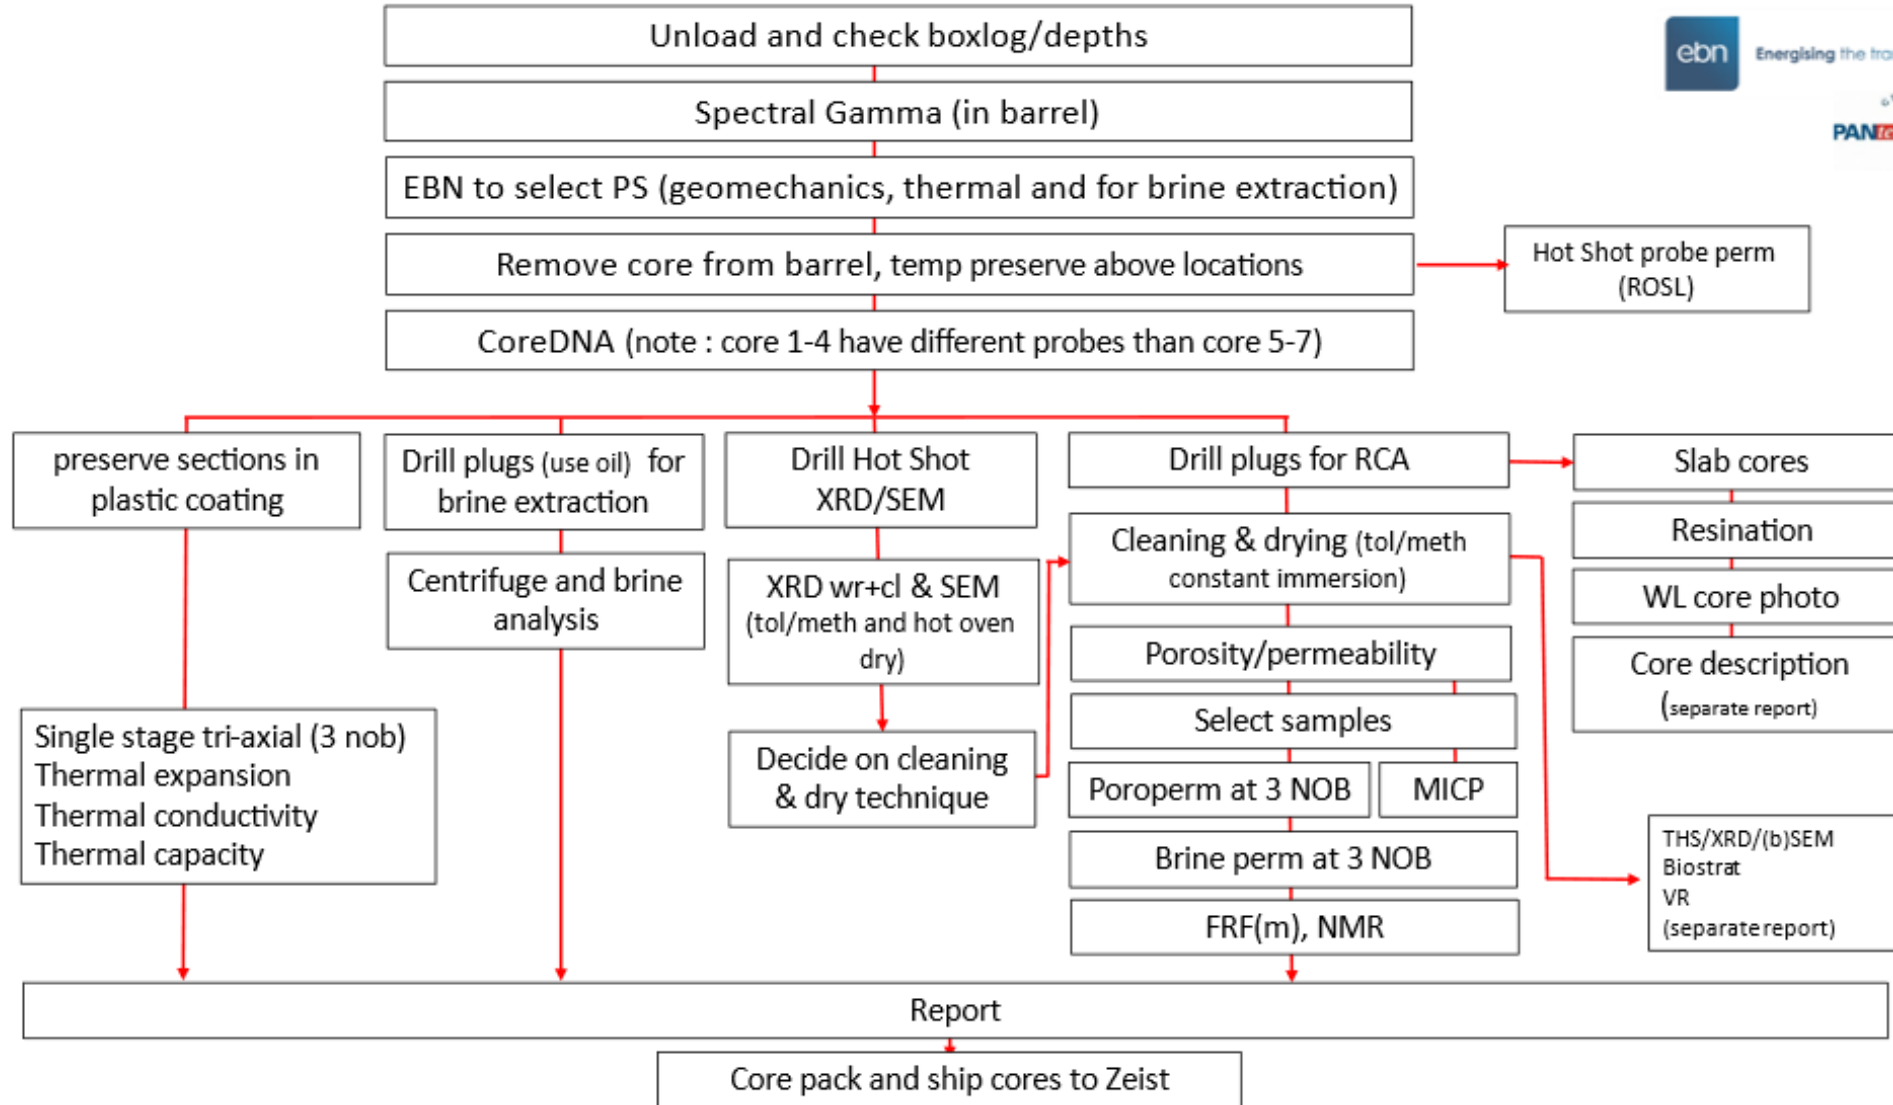 Unload and check boxlog/depths
ebn
Energising the
Spectral Gamma (in barrel)
PAN
EBN to select PS (geomechanics, thermal and for brine extraction)
Remove core from barrel, temp preserve above locations
Hot Shot probe perm
(ROSL)
CoreDNA (note : core 1-4 have different probes than core 5-7)
preserve sections in
plastic coating
Drill plugs (use oil) for
brine extraction
Drill Hot Shot
XRD/SEM
Drill plugs for RCA
Slab cores
Centrifuge and brine
analysis
XRD wr+cl & SEM
(tol/meth and hot oven
dry)
Cleaning & drying (tol/meth
constant immersion)
Resination
WL core photo
Porosity/permeability
Core description
(separate report)
Select samples
Single stage tri-axial (3 nob)
Thermal expansion
Thermal conductivity
Thermal capacity
Decide on cleaning
& dry technique
Poroperm at 3 NOB
MICP
Brine perm at 3 NOB
THS/XRD/(b)SEM
Biostrat
VR
(separate report)
FRF(m), NMR
Report
Core pack and ship cores to Zeist